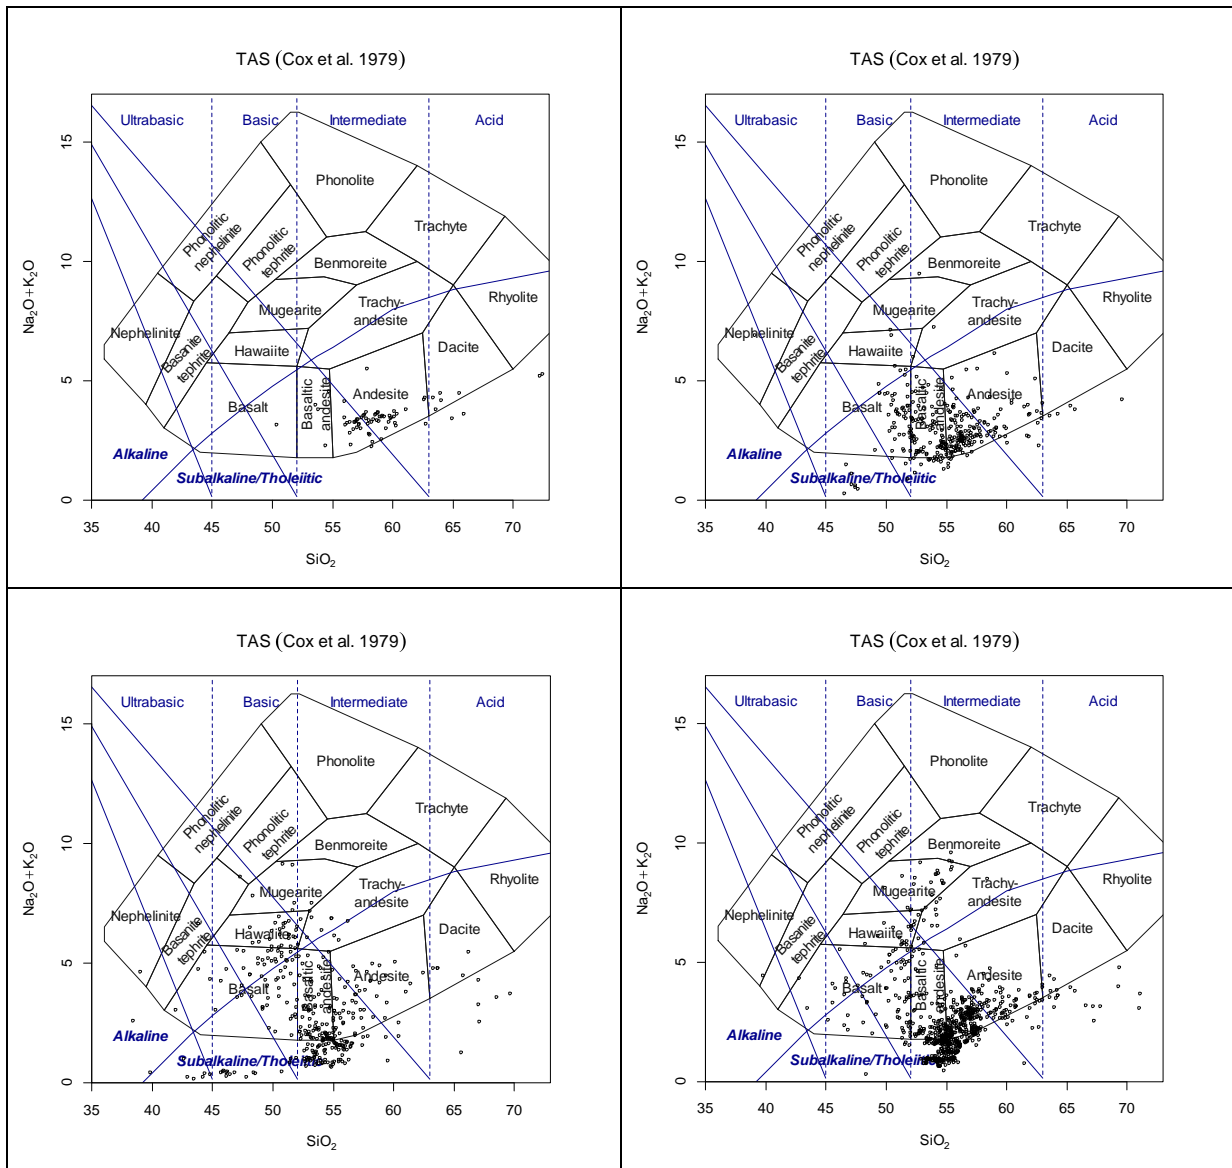 TAS (Cox et al. 1979)
Ultrabasic Basic Intermediate Acid
Phonolite
Trachyte
Phonolitic nephelinite
Phonolitic tephrite
Benmoreite
Rhyolite
Mugearite
Trachy-
andesite
Nephelinite
Basanite tephrite
Hawaiite
Dacite
Basalt
Basaltic andesite
Andesite
Alkaline
Subalkaline/Tholeiitic
Na₂O+K₂O
0 5 10 15
35 40 45 50 55 60 65 70
SiO₂
TAS (Cox et al. 1979)
Ultrabasic Basic Intermediate Acid
Phonolite
Trachyte
Phonolitic nephelinite
Phonolitic tephrite
Benmoreite
Rhyolite
Mugearite
Trachy-
andesite
Nephelinite
Basanite tephrite
Hawaiite
Dacite
Basalt
Basaltic andesite
Andesite
Alkaline
Subalkaline/Tholeiitic
Na₂O+K₂O
0 5 10 15
35 40 45 50 55 60 65 70
SiO₂
TAS (Cox et al. 1979)
Ultrabasic Basic Intermediate Acid
Phonolite
Trachyte
Phonolitic nephelinite
Phonolitic tephrite
Benmoreite
Rhyolite
Mugearite
Trachy-
andesite
Nephelinite
Basanite tephrite
Hawaiite
Dacite
Basalt
Basaltic andesite
Andesite
Alkaline
Subalkaline/Tholeiitic
Na₂O+K₂O
0 5 10 15
35 40 45 50 55 60 65 70
SiO₂
TAS (Cox et al. 1979)
Ultrabasic Basic Intermediate Acid
Phonolite
Trachyte
Phonolitic nephelinite
Phonolitic tephrite
Benmoreite
Rhyolite
Mugearite
Trachy-
andesite
Nephelinite
Basanite tephrite
Hawaiite
Dacite
Basalt
Basaltic andesite
Andesite
Alkaline
Subalkaline/Tholeiitic
Na₂O+K₂O
0 5 10 15
35 40 45 50 55 60 65 70
SiO₂